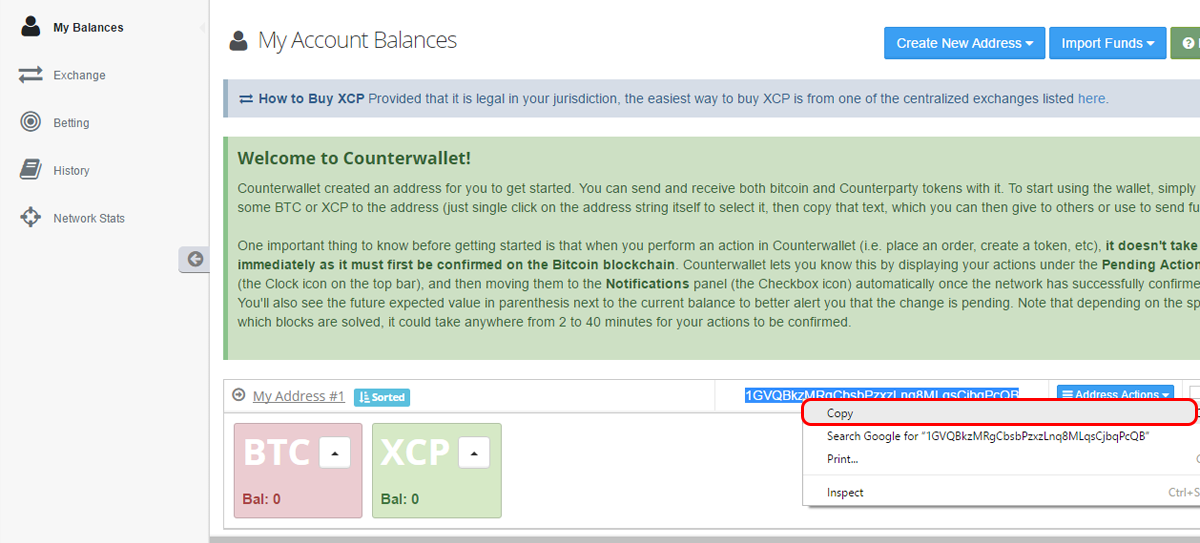 My Balances
Exchange
Betting
History
Network Stats
My Account Balances
Create New Address
Import Funds
How to Buy XCP Provided that it is legal in your jurisdiction, the easiest way to buy XCP is from one of the centralized exchanges listed here.
Welcome to Counterwallet!
Counterwallet created an address for you to get started. You can send and receive both bitcoin and Counterparty tokens with it. To start using the wallet, simply
some BTC or XCP to the address (just single click on the address string itself to select it, then copy that text, which you can then give to others or use to send fu
One important thing to know before getting started is that when you perform an action in Counterwallet (i.e. place an order, create a token, etc), it doesn't take
immediately as it must first be confirmed on the Bitcoin blockchain. Counterwallet lets you know this by displaying your actions under the Pending Action
(the Clock icon on the top bar), and then moving them to the Notifications panel (the Checkbox icon) automatically once the network has successfully confirme
You'll also see the future expected value in parenthesis next to the current balance to better alert you that the change is pending. Note that depending on the sp
which blocks are solved, it could take anywhere from 2 to 40 minutes for your actions to be confirmed.
My Address #1 Sorted 1GVQBkzMRgCbsbPzxzLnq8MLqsCjbqPcQB Address Actions
Copy
Search Google for "1GVQBkzMRgCbsbPzxzLnq8MLqsCjbqPcQB"
Print...
Inspect Ctrl+S
BTC
Bal: 0
XCP
Bal: 0